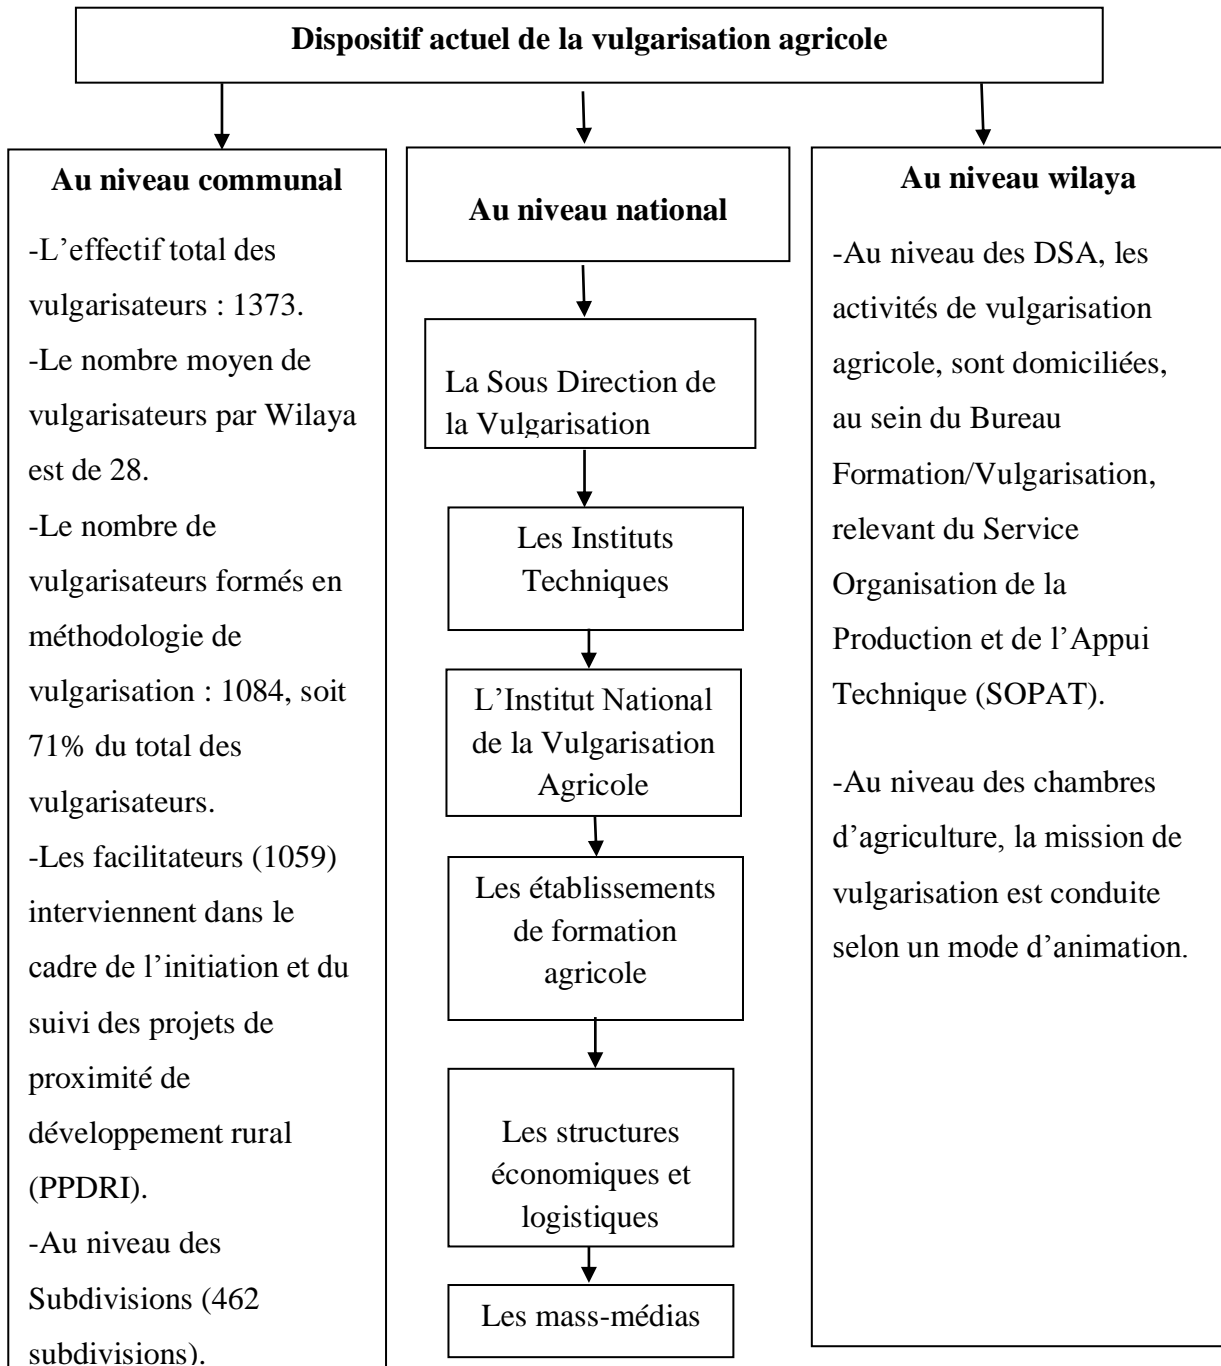 Dispositif actuel de la vulgarisation agricole
Au niveau communal
-L’effectif total des
vulgarisateurs : 1373.
-Le nombre moyen de
vulgarisateurs par Wilaya
est de 28.
-Le nombre de
vulgarisateurs formés en
méthodologie de
vulgarisation : 1084, soit
71% du total des
vulgarisateurs.
-Les facilitateurs (1059)
interviennent dans le
cadre de l’initiation et du
suivi des projets de
proximité de
développement rural
(PPDRI).
-Au niveau des
Subdivisions (462
subdivisions).
Au niveau national
La Sous Direction de
la Vulgarisation
Les Instituts
Techniques
L’Institut National
de la Vulgarisation
Agricole
Les établissements
de formation
agricole
Les structures
économiques et
logistiques
Les mass-médias
Au niveau wilaya
-Au niveau des DSA, les
activités de vulgarisation
agricole, sont domiciliées,
au sein du Bureau
Formation/Vulgarisation,
relevant du Service
Organisation de la
Production et de l’Appui
Technique (SOPAT).
-Au niveau des chambres
d’agriculture, la mission de
vulgarisation est conduite
selon un mode d’animation.